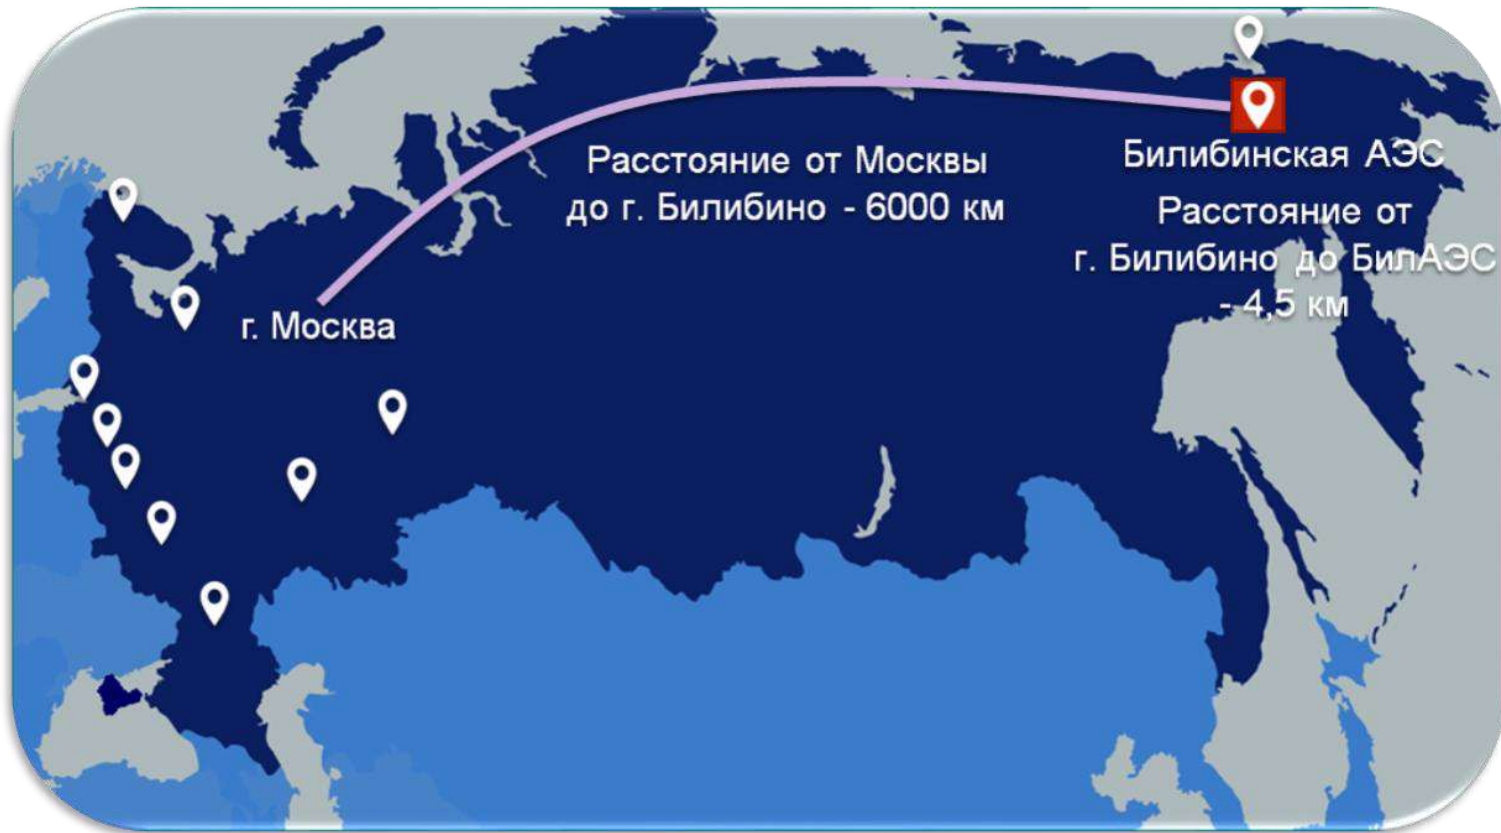 Расстояние от Москвы
до г. Билибино - 6000 км
Билибинская АЭС
Расстояние от
г. Билибино до БилАЭС
- 4,5 км
г. Москва